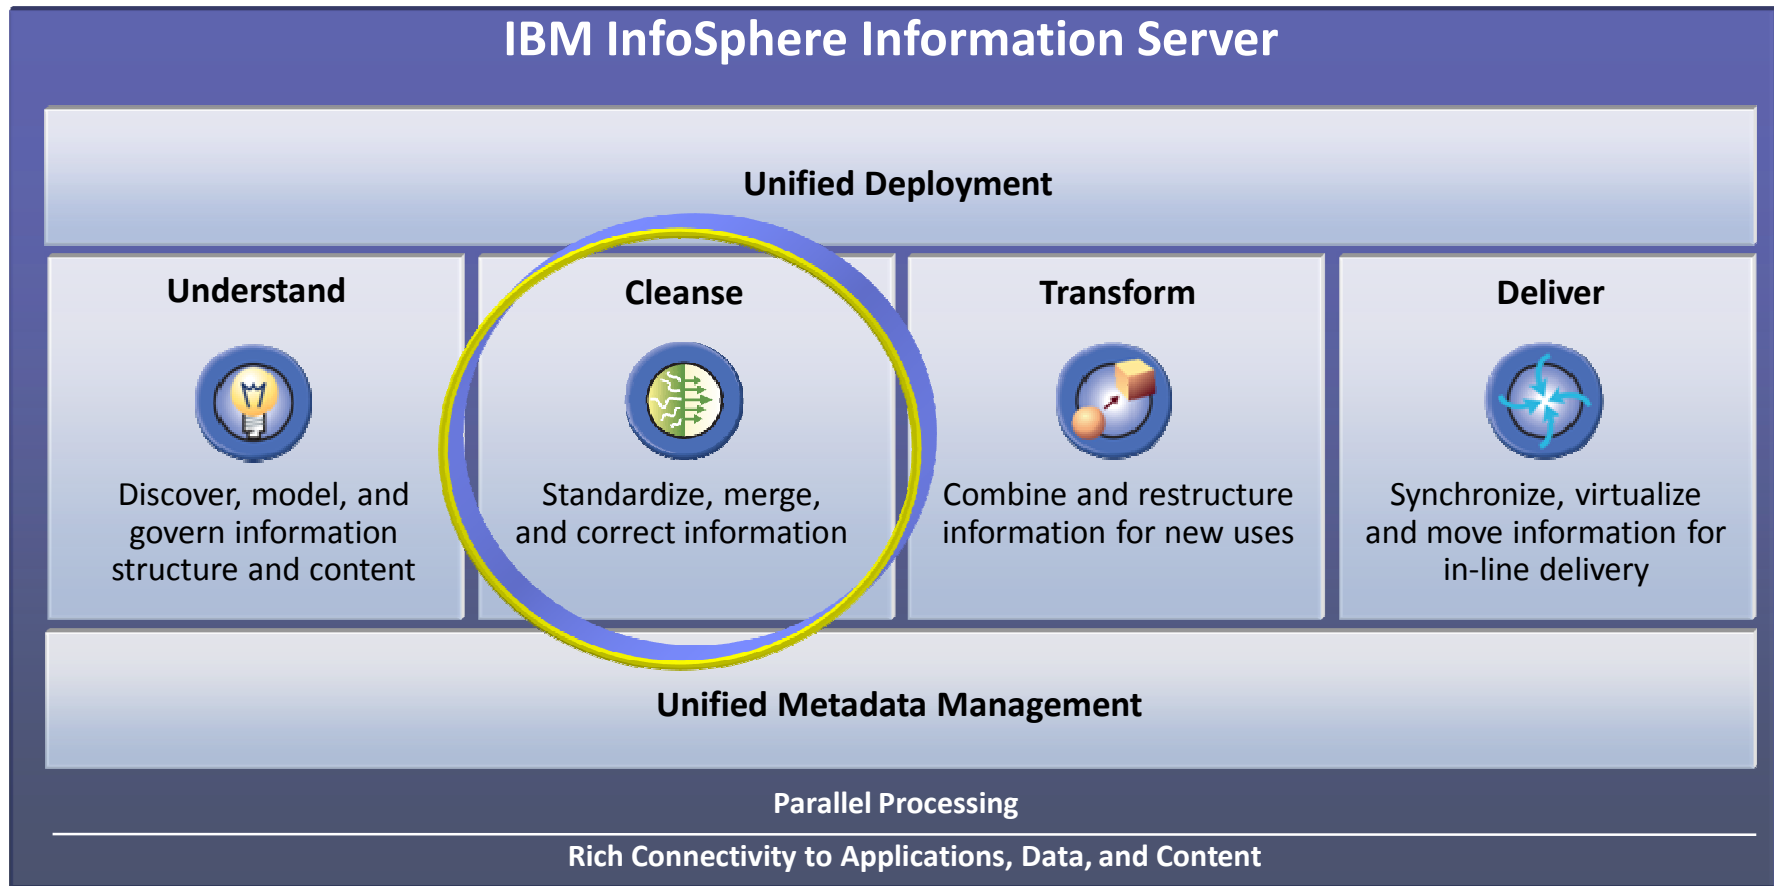 IBM InfoSphere Information Server
Unified Deployment
Understand
Discover, model, and
govern information
structure and content
Cleanse
Standardize, merge,
and correct information
Transform
Combine and restructure
information for new uses
Deliver
Synchronize, virtualize
and move information for
in-line delivery
Unified Metadata Management
Parallel Processing
Rich Connectivity to Applications, Data, and Content